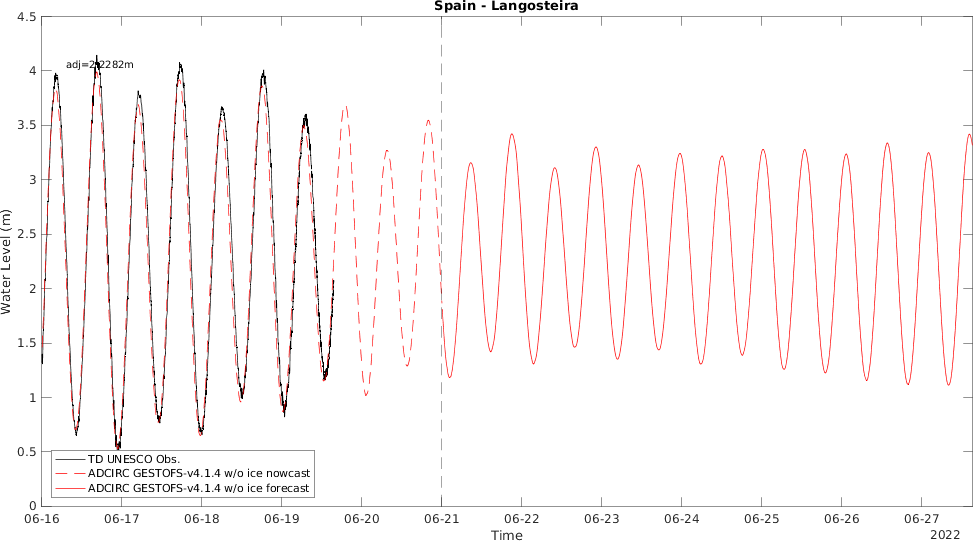 Spain - Langosteira
4.5
4
3.5
3
2.5
2
1.5
1
0.5
0
Water Level (m)
adj=2.2282m
TD UNESCO Obs.
ADCIRC GESTOFS-v4.1.4 w/o ice nowcast
ADCIRC GESTOFS-v4.1.4 w/o ice forecast
06-16 06-17 06-18 06-19 06-20 06-21 06-22 06-23 06-24 06-25 06-26 06-27
Time
2022